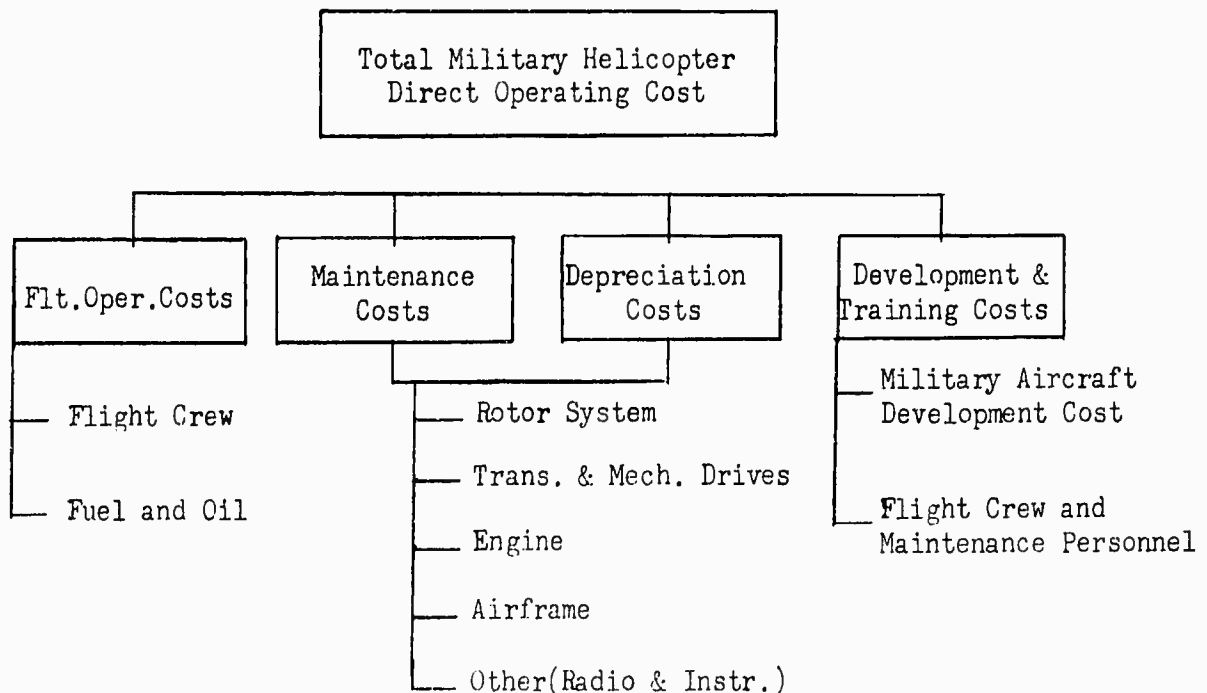 Total Military Helicopter
Direct Operating Cost
Flt.Oper.Costs
Maintenance
Costs
Depreciation
Costs
Development &
Training Costs
Flight Crew
Fuel and Oil
Rotor System
Trans. & Mech. Drives
Engine
Airframe
Other(Radio & Instr.)
Military Aircraft
Development Cost
Flight Crew and
Maintenance Personnel